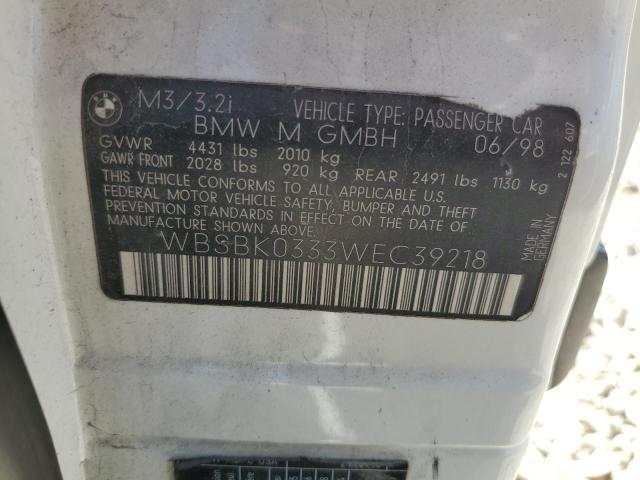 BMW
M3/3.2i VEHICLE TYPE: PASSENGER CAR
BMW M GMBH 06/98
GVWR 4431 lbs 2010 kg
GAWR FRONT 2028 lbs 920 kg REAR 2491 lbs 1130 kg
THIS VEHICLE CONFORMS TO ALL APPLICABLE U.S.
FEDERAL MOTOR VEHICLE SAFETY, BUMPER AND THEFT
PREVENTION STANDARDS IN EFFECT ON THE DATE OF
MANUFACTURE SHOWN ABOVE.
WBSBK0333WEC39218
MADE IN
GERMANY
2 122 607